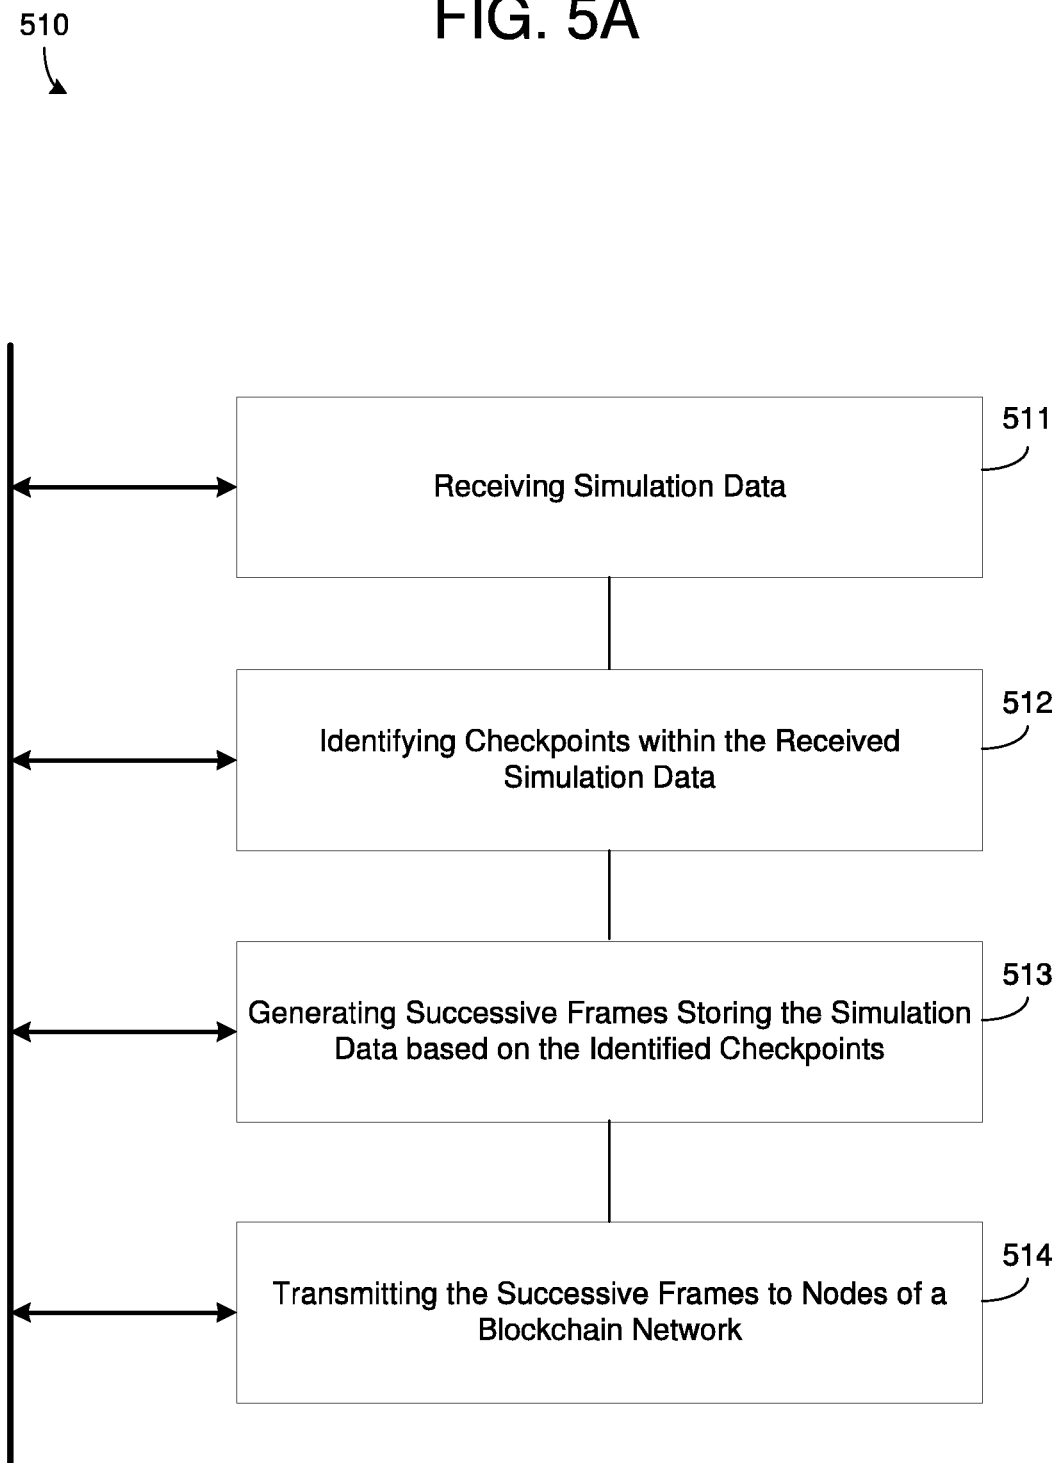 FIG. 5A
510
511
Receiving Simulation Data
512
Identifying Checkpoints within the Received
Simulation Data
513
Generating Successive Frames Storing the Simulation
Data based on the Identified Checkpoints
514
Transmitting the Successive Frames to Nodes of a
Blockchain Network